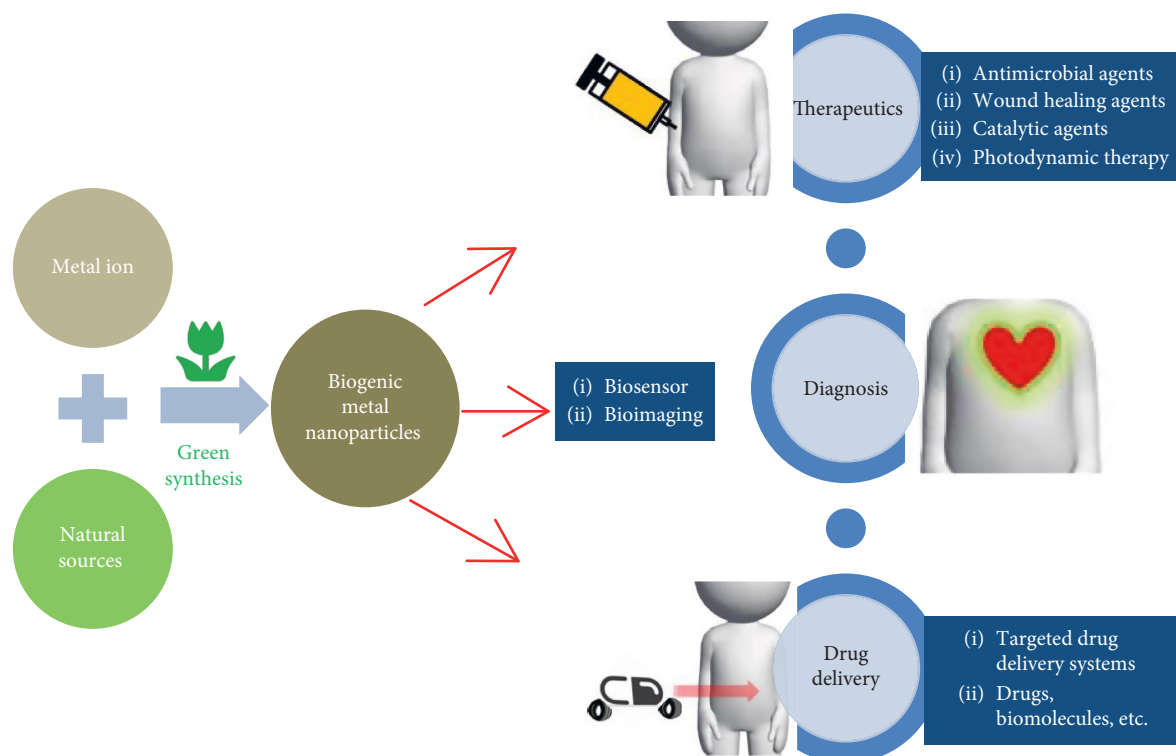 Metal ion
Natural
sources
Green
synthesis
Biogenic
metal
nanoparticles
Therapeutics
(i) Antimicrobial agents
(ii) Wound healing agents
(iii) Catalytic agents
(iv) Photodynamic therapy
(i) Biosensor
(ii) Bioimaging
Diagnosis
Drug
delivery
(i) Targeted drug
delivery systems
(ii) Drugs,
biomolecules, etc.